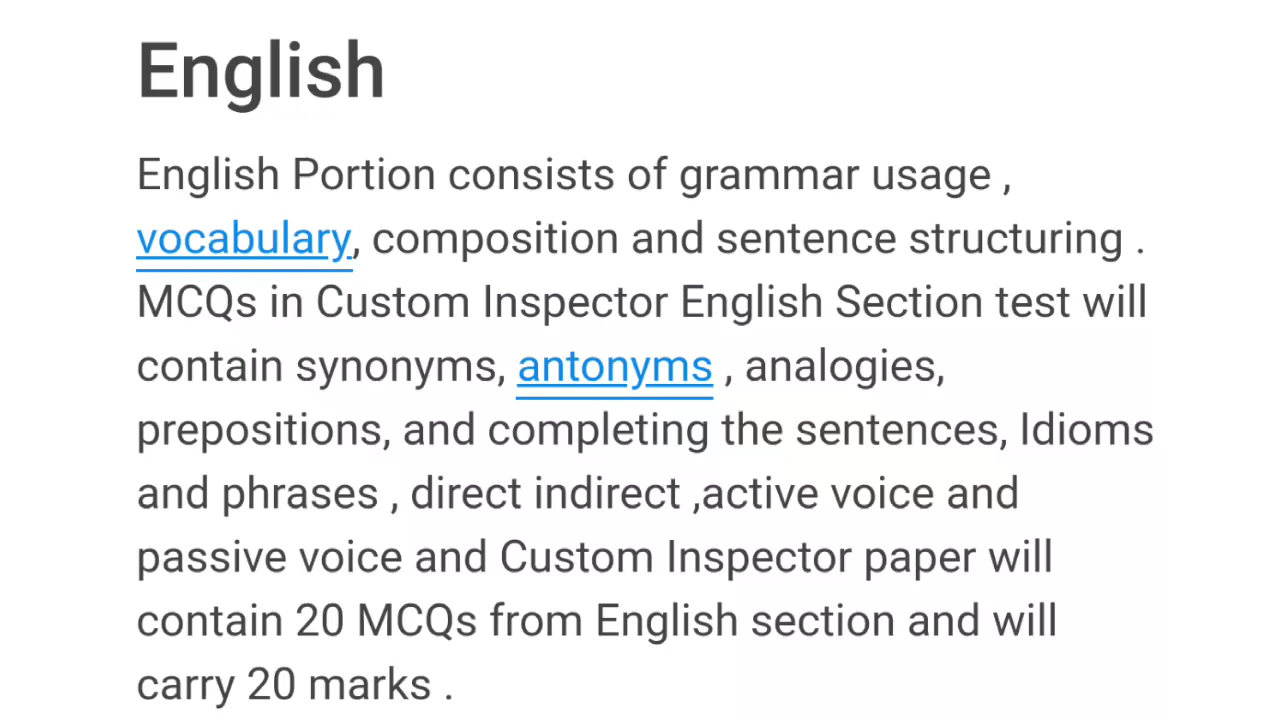 English
English Portion consists of grammar usage ,
vocabulary, composition and sentence structuring .
MCQs in Custom Inspector English Section test will
contain synonyms, antonyms , analogies,
prepositions, and completing the sentences, Idioms
and phrases , direct indirect ,active voice and
passive voice and Custom Inspector paper will
contain 20 MCQs from English section and will
carry 20 marks .